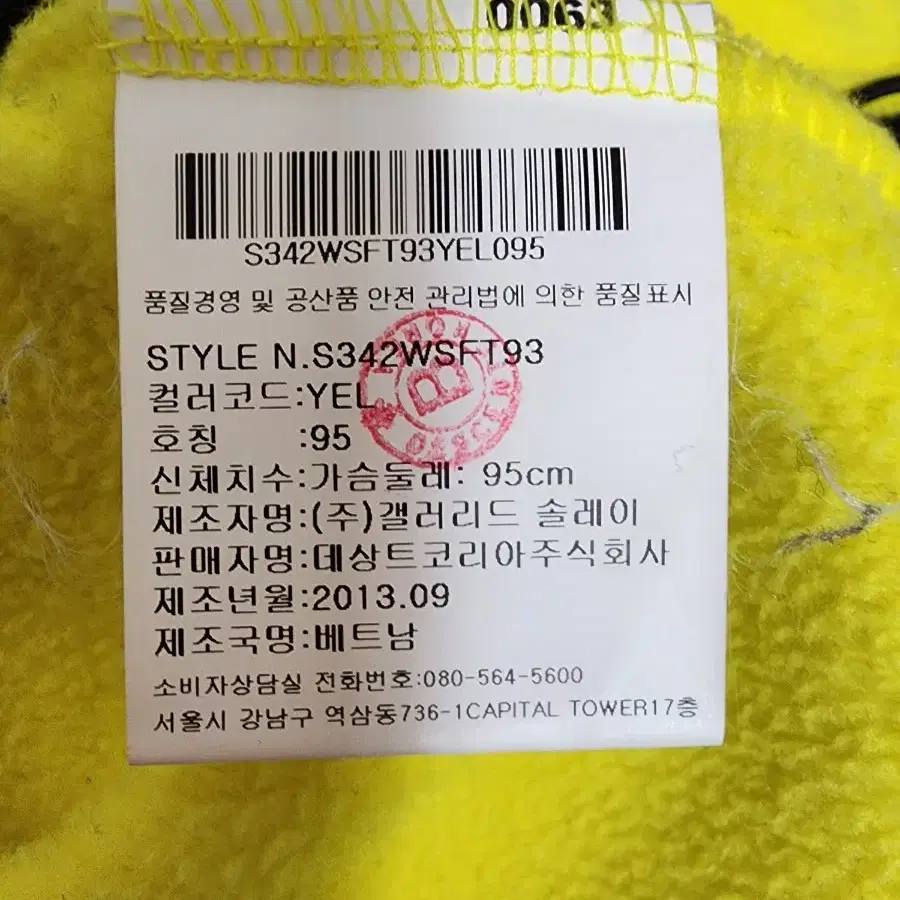 0063
S342WSFT93YEL095
품질경영 및 공산품 안전 관리법에 의한 품질표시
STYLE N.S342WSFT93
컬러코드:YEL
호칭 :95
신체치수:가슴둘레: 95cm
제조자명:(주)갤러리드 솔레이
판매자명:데상트코리아주식회사
제조년월:2013.09
제조국명:베트남
소비자상담실 전화번호:080-564-5600
서울시 강남구 역삼동736-1CAPITAL TOWER17층